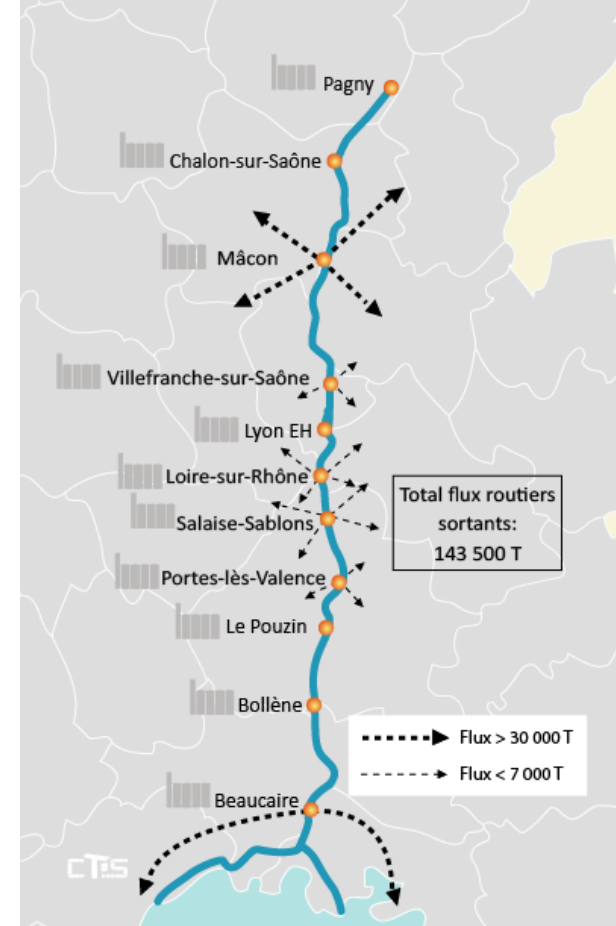 Pagny
Chalon-sur-Saône
Mâcon
Villefranche-sur-Saône
Lyon EH
Loire-sur-Rhône
Salaise-Sablons
Total flux routiers
sortants:
143 500 T
Portes-lès-Valence
Le Pouzin
Bollène
Flux > 30 000 T
Flux < 7 000 T
Beaucaire